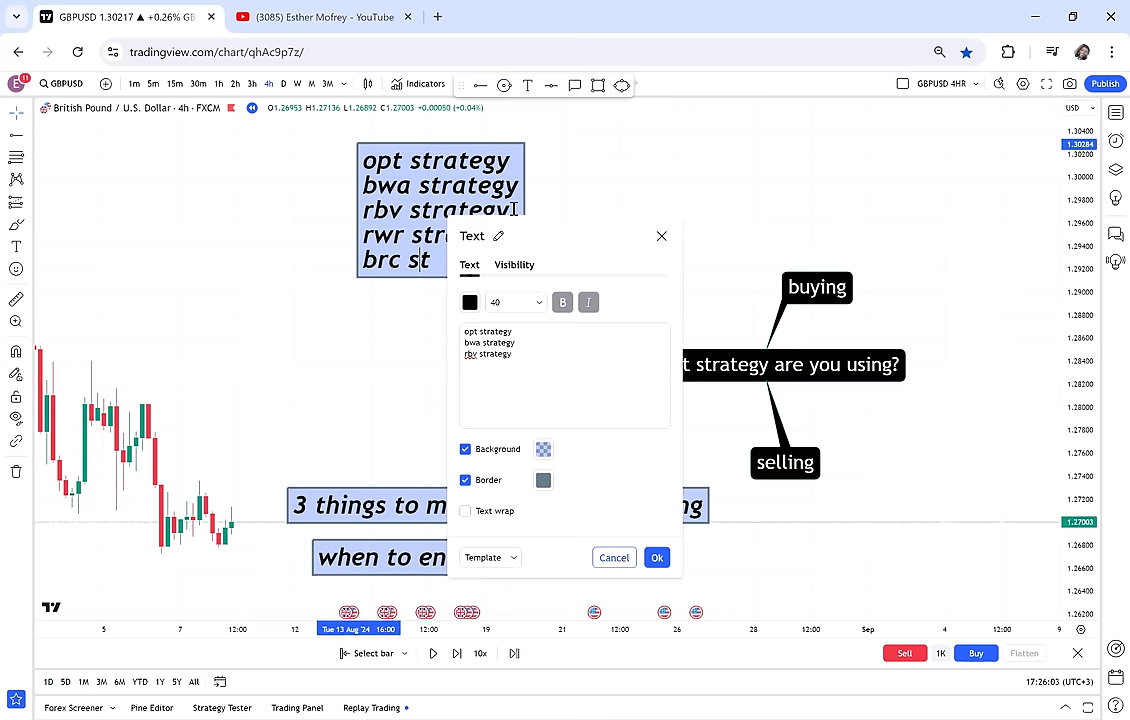 GBPUSD 1.30217 ▲ +0.26% GB
(3085) Esther Mofrey - YouTube
tradingview.com/chart/qhAc9p7z/
E 11
GBPUSD
1m 5m 15m 30m 1h 2h 3h 4h D W M 3M
Indicators
GBPUSD 4HR
Publish
British Pound / U.S. Dollar · 4h · FXCM
O1.26953 H1.27136 L1.26892 C1.27003 +0.00050 (+0.04%)
USD
1.30400
1.30284
1.30200
1.30000
1.29800
1.29600
1.29400
1.29200
1.29000
1.28800
1.28600
1.28400
1.28200
1.28000
1.27800
1.27600
1.27400
1.27200
1.27003
1.26800
1.26600
1.26400
1.26200
opt strategy
bwa strategy
rbv strategy
rwr str
brc st
Text
Text Visibility
40
B I
opt strategy
bwa strategy
rbv strategy
Background
Border
Text wrap
Template
Cancel
Ok
buying
t strategy are you using?
selling
3 things to m
ng
when to en
5 7 12:00 12 Tue 13 Aug '24 16:00 12:00 19 21 12:00 26 28 12:00 Sep 4 12:00 9
Select bar
10x
Sell
1K
Buy
Flatten
1D 5D 1M 3M 6M YTD 1Y 5Y All
17:26:03 (UTC+3)
Forex Screener
Pine Editor
Strategy Tester
Trading Panel
Replay Trading